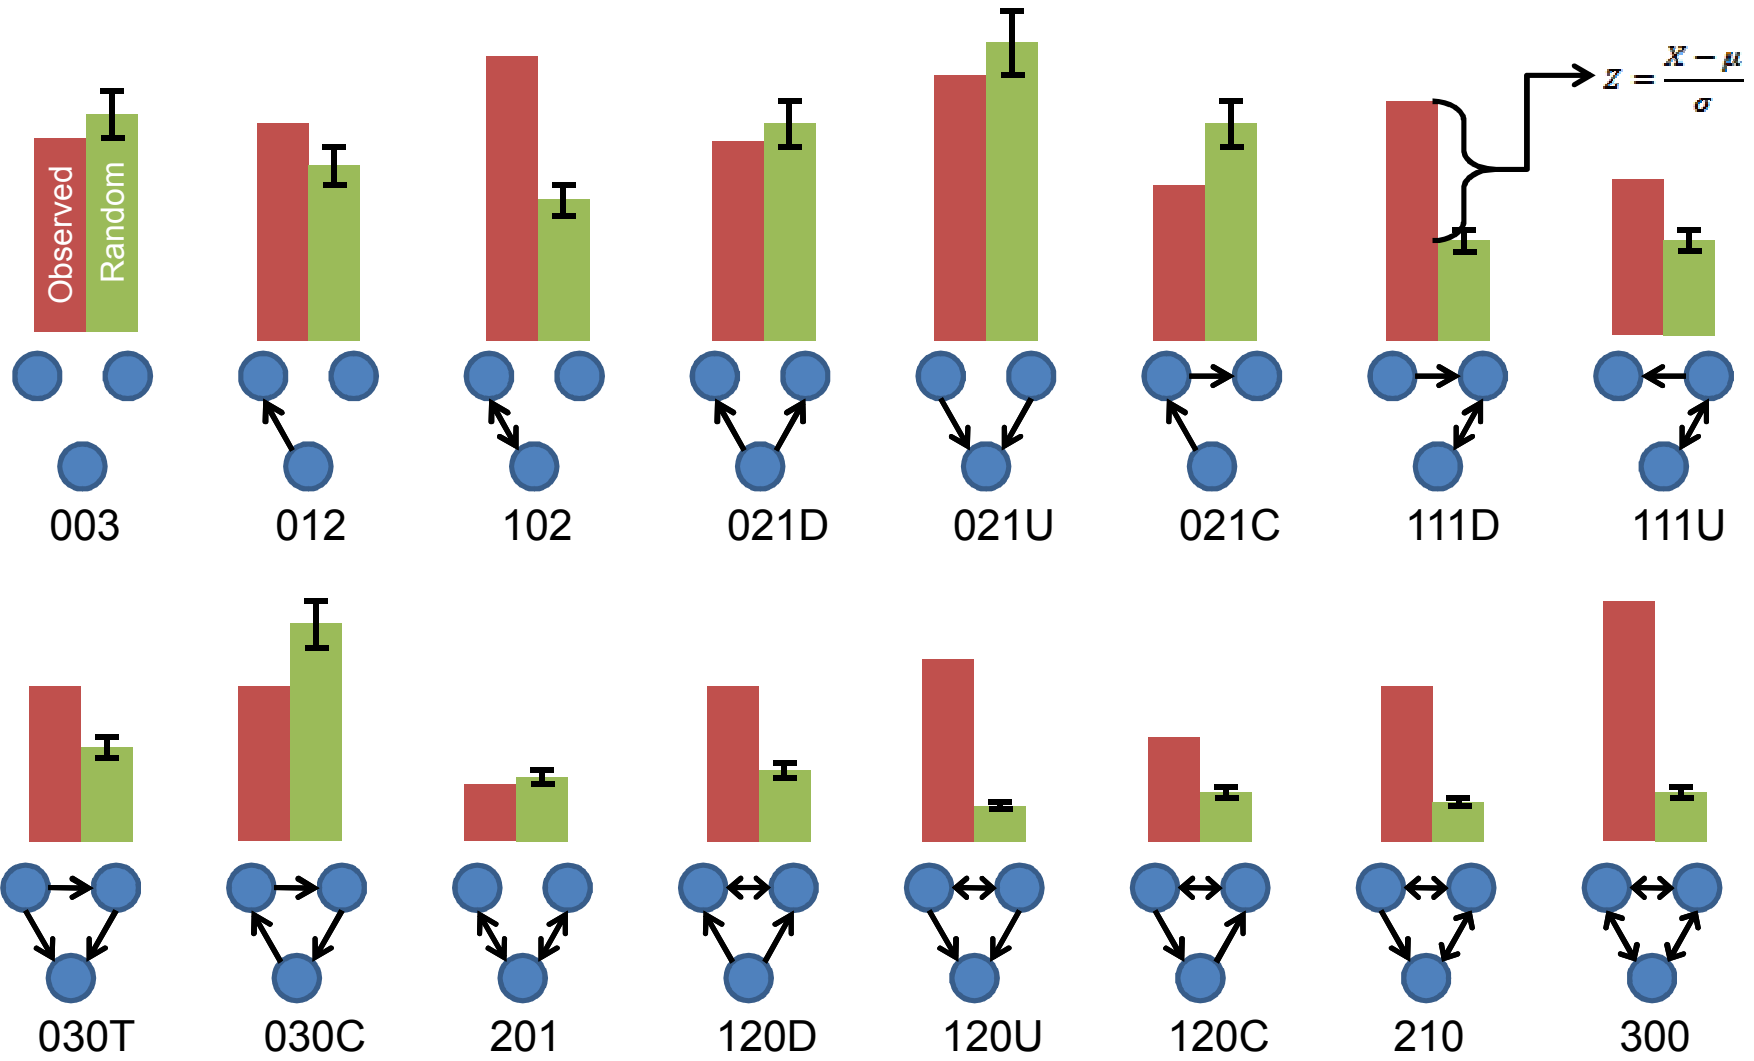 Observed
Random
Z = (X − μ) / σ
003 012 102 021D 021U 021C 111D 111U
030T 030C 201 120D 120U 120C 210 300